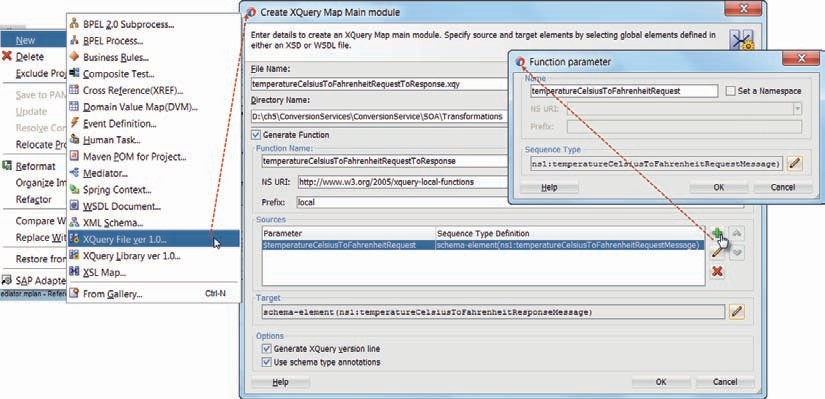 New
Delete
Exclude Proj
Save to PAM
Update
Resolve Con
Relocate Pro
Reformat
Organize Im
Refactor
Compare W
Replace Wit
Restore from
SAP Adapte
ediator.mplan - Refere
BPEL 2.0 Subprocess...
BPEL Process...
Business Rules...
Composite Test...
Cross Reference(XREF)...
Domain Value Map(DVM)...
Event Definition...
Human Task...
Maven POM for Project...
Mediator...
Spring Context...
WSDL Document...
XML Schema...
XQuery File ver 1.0...
XQuery Library ver 1.0...
XSL Map...
From Gallery... Ctrl-N
Create XQuery Map Main module
Enter details to create an XQuery Map Main module. Specify source and target elements by selecting global elements defined in
either an XSD or WSDL file.
File Name:
temperatureCelsiusToFahrenheitRequestToResponse.xqy
Directory Name:
D:\ch5\ConversionServices\ConversionService\SOA\Transformations
Generate Function
Function Name:
temperatureCelsiusToFahrenheitRequestToResponse
NS URI: http://www.w3.org/2005/xquery-local-functions
Prefix: local
Sources
Parameter Sequence Type Definition
$temperatureCelsiusToFahrenheitRequest schema-element(ns1:temperatureCelsiusToFahrenheitRequestMessage)
Target
schema-element(ns1:temperatureCelsiusToFahrenheitResponseMessage)
Options
Generate XQuery version line
Use schema type annotations
Help OK Cancel
Function parameter
Name
temperatureCelsiusToFahrenheitRequest Set a Namespace
NS URI:
Prefix:
Sequence Type
ns1:temperatureCelsiusToFahrenheitRequestMessage)
Help OK Cancel